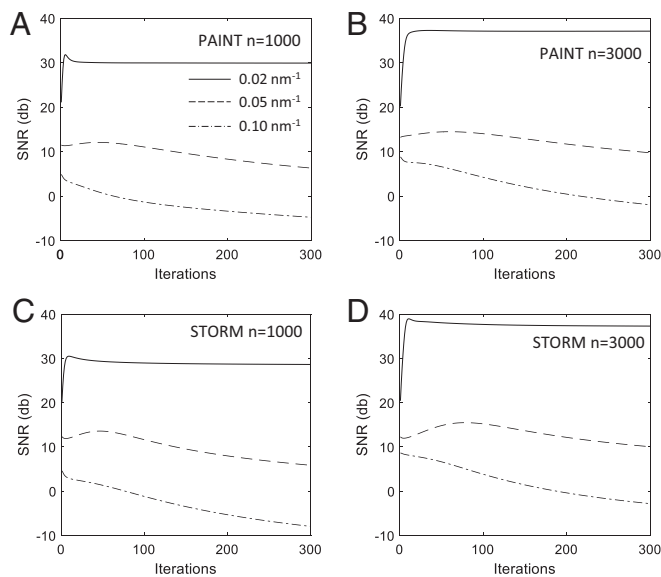 A
PAINT n=1000
0.02 nm⁻¹
0.05 nm⁻¹
0.10 nm⁻¹
SNR (db)
40
30
20
10
0
-10
0
100
200
300
Iterations
B
PAINT n=3000
SNR (db)
40
30
20
10
0
-10
0
100
200
300
Iterations
C
STORM n=1000
SNR (db)
40
30
20
10
0
-10
0
100
200
300
Iterations
D
STORM n=3000
SNR (db)
40
30
20
10
0
-10
0
100
200
300
Iterations